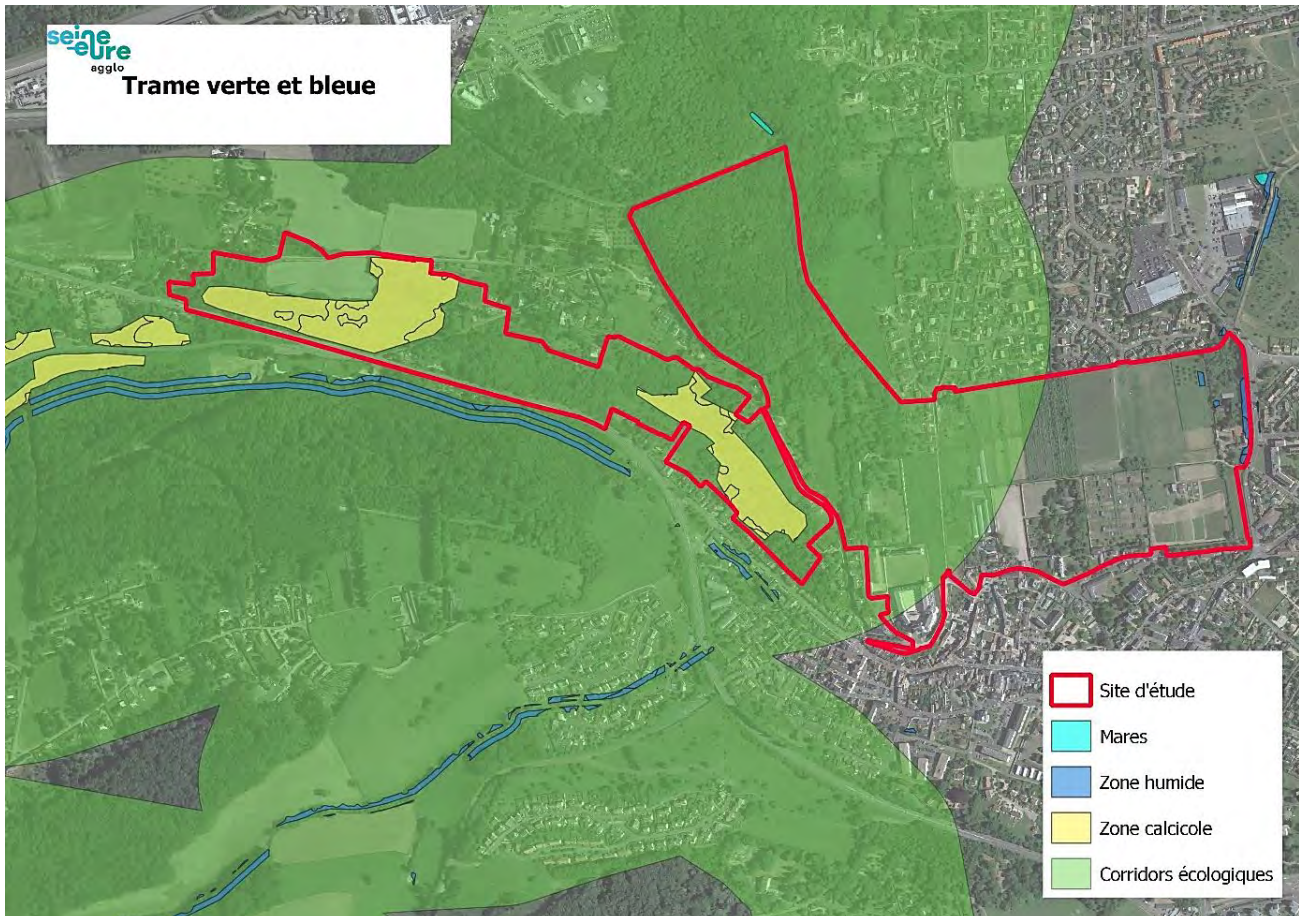 seine
eure
agglo
Trame verte et bleue
Site d'étude
Mares
Zone humide
Zone calcicole
Corridors écologiques